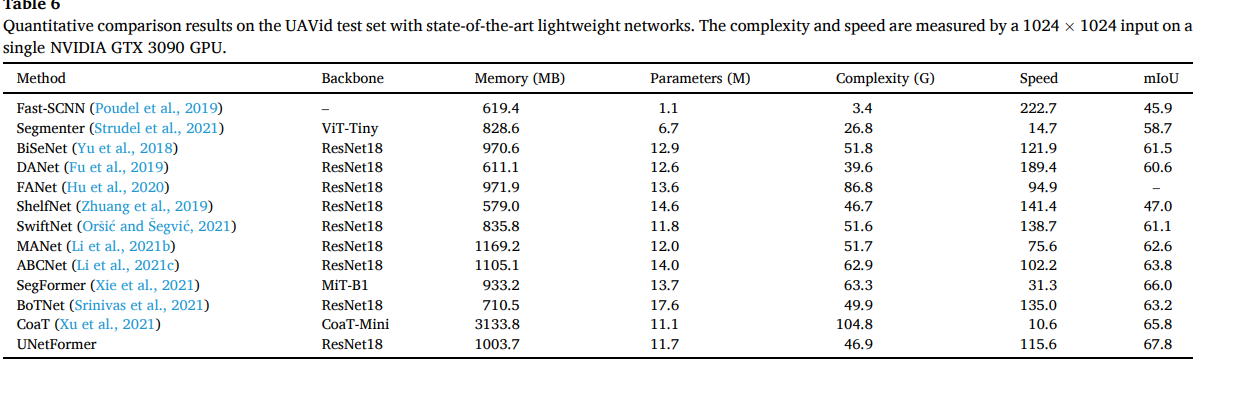 Table 6
Quantitative comparison results on the UAVid test set with state-of-the-art lightweight networks. The complexity and speed are measured by a 1024 × 1024 input on a
single NVIDIA GTX 3090 GPU.
Method Backbone Memory (MB) Parameters (M) Complexity (G) Speed mIoU
Fast-SCNN (Poudel et al., 2019) – 619.4 1.1 3.4 222.7 45.9
Segmenter (Strudel et al., 2021) ViT-Tiny 828.6 6.7 26.8 14.7 58.7
BiSeNet (Yu et al., 2018) ResNet18 970.6 12.9 51.8 121.9 61.5
DANet (Fu et al., 2019) ResNet18 611.1 12.6 39.6 189.4 60.6
FANet (Hu et al., 2020) ResNet18 971.9 13.6 86.8 94.9 –
ShelfNet (Zhuang et al., 2019) ResNet18 579.0 14.6 46.7 141.4 47.0
SwiftNet (Oršić and Šegvić, 2021) ResNet18 835.8 11.8 51.6 138.7 61.1
MANet (Li et al., 2021b) ResNet18 1169.2 12.0 51.7 75.6 62.6
ABCNet (Li et al., 2021c) ResNet18 1105.1 14.0 62.9 102.2 63.8
SegFormer (Xie et al., 2021) MiT-B1 933.2 13.7 63.3 31.3 66.0
BoTNet (Srinivas et al., 2021) ResNet18 710.5 17.6 49.9 135.0 63.2
CoaT (Xu et al., 2021) CoaT-Mini 3133.8 11.1 104.8 10.6 65.8
UNetFormer ResNet18 1003.7 11.7 46.9 115.6 67.8